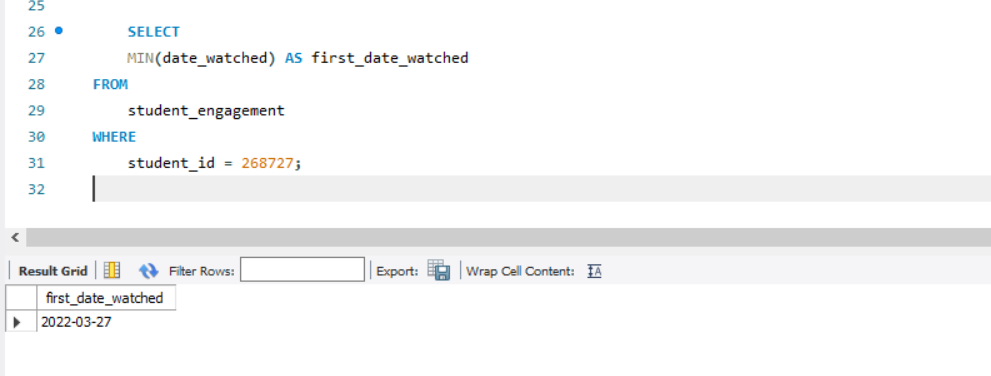 25
26 SELECT
27 MIN(date_watched) AS first_date_watched
28 FROM
29 student_engagement
30 WHERE
31 student_id = 268727;
32
Result Grid Filter Rows: Export: Wrap Cell Content: IA
first_date_watched
2022-03-27